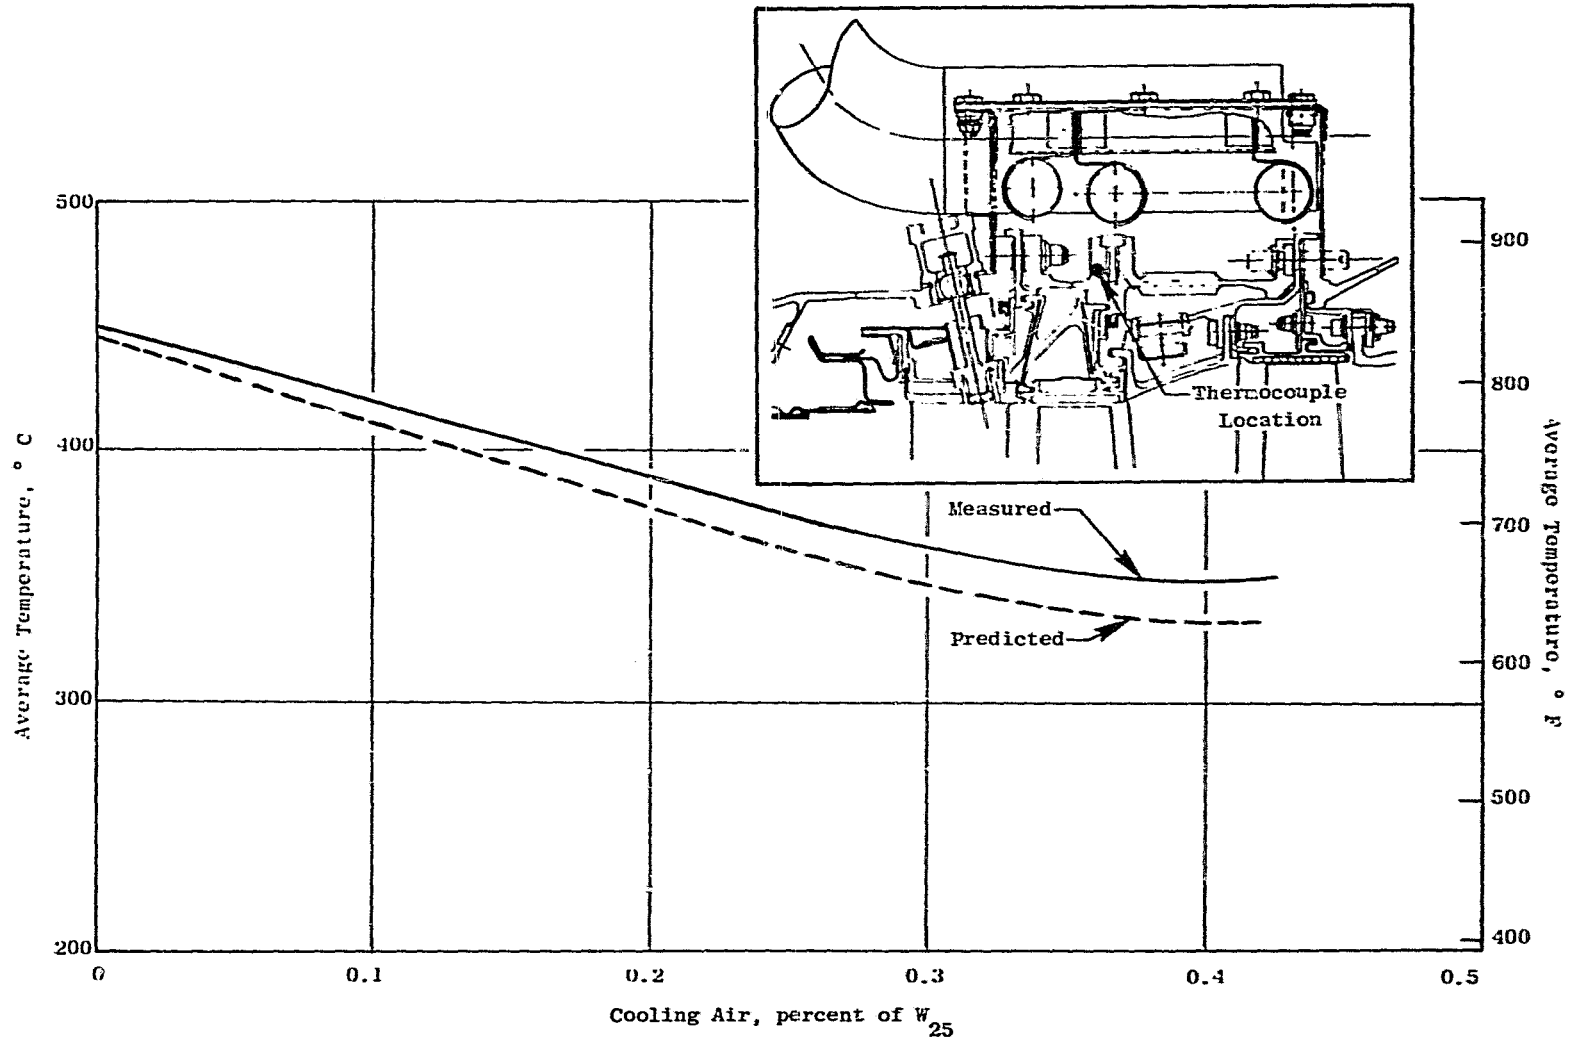 500
400
300
200
Average Temperature, ° C
900
800
700
600
500
400
Average Temperature, ° F
Thermocouple
Location
Measured
Predicted
0
0.1
0.2
0.3
0.4
0.5
Cooling Air, percent of W25